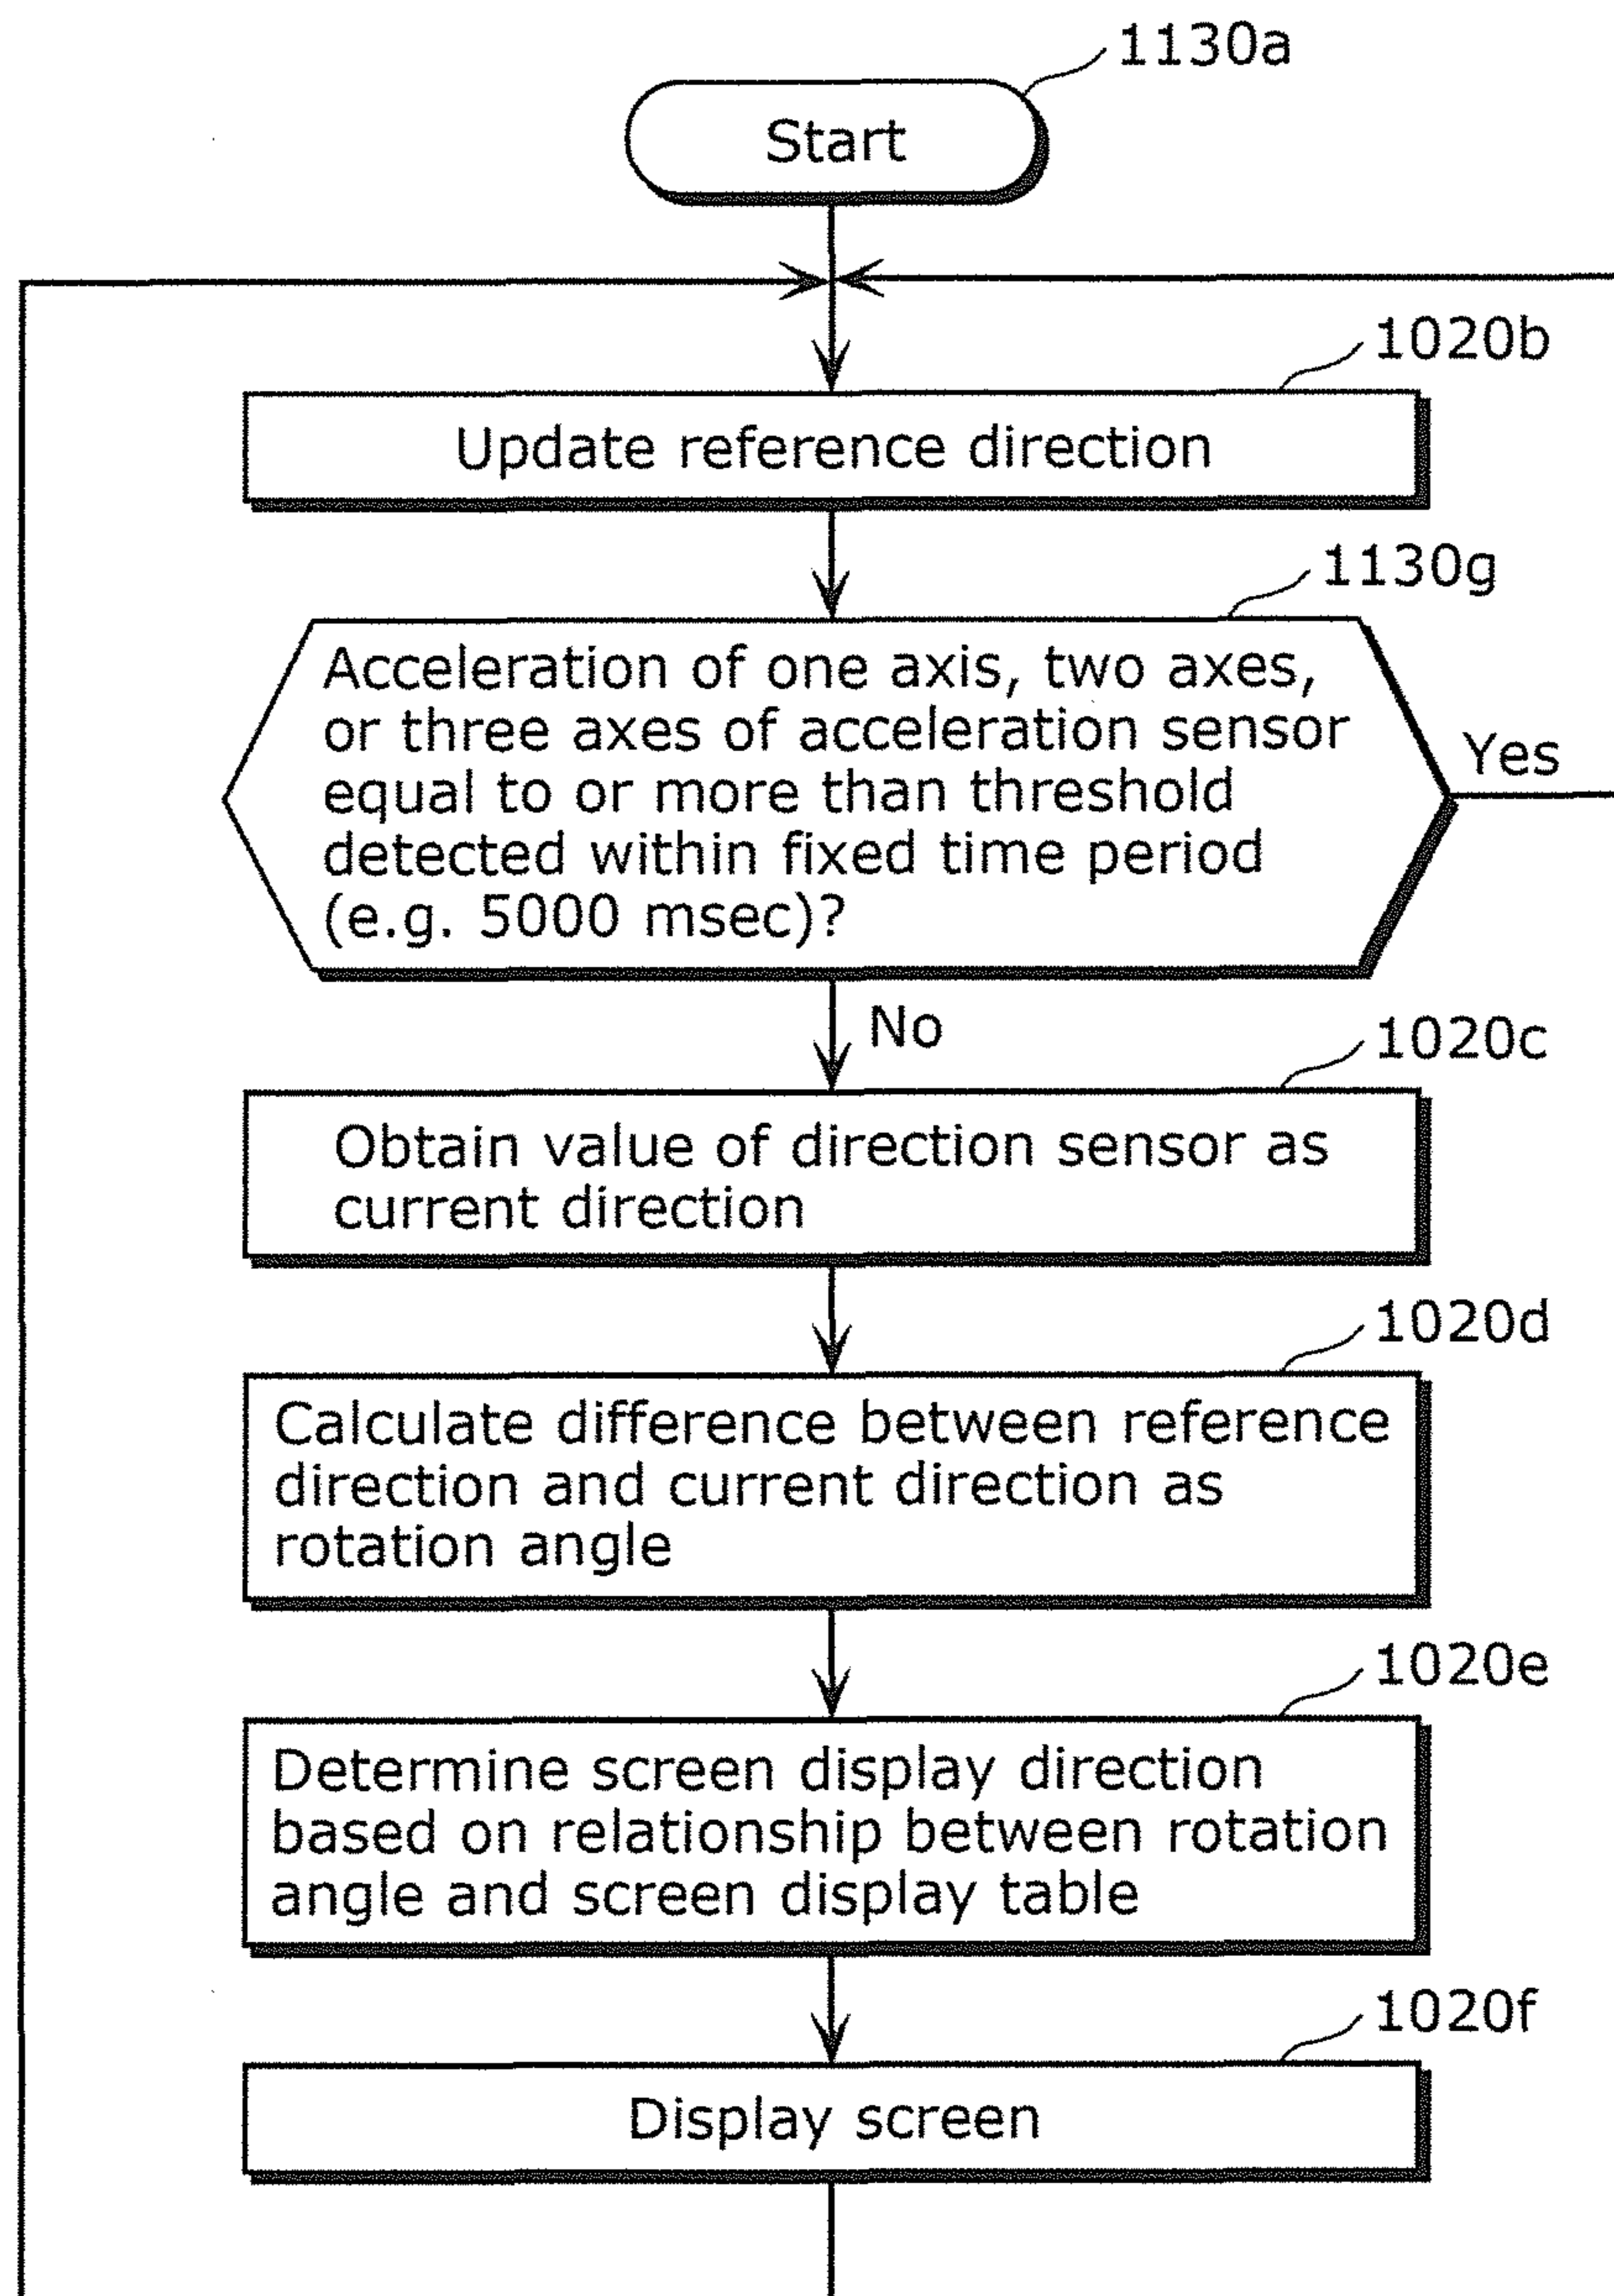 1130a
Start
1020b
Update reference direction
1130g
Acceleration of one axis, two axes,
or three axes of acceleration sensor
equal to or more than threshold
detected within fixed time period
(e.g. 5000 msec)?
Yes
No
1020c
Obtain value of direction sensor as
current direction
1020d
Calculate difference between reference
direction and current direction as
rotation angle
1020e
Determine screen display direction
based on relationship between rotation
angle and screen display table
1020f
Display screen